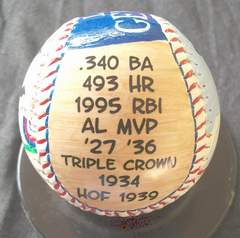 .340 BA
493 HR
1995 RBI
AL MVP
'27 '36
TRIPLE CROWN
1934
HOF 1939